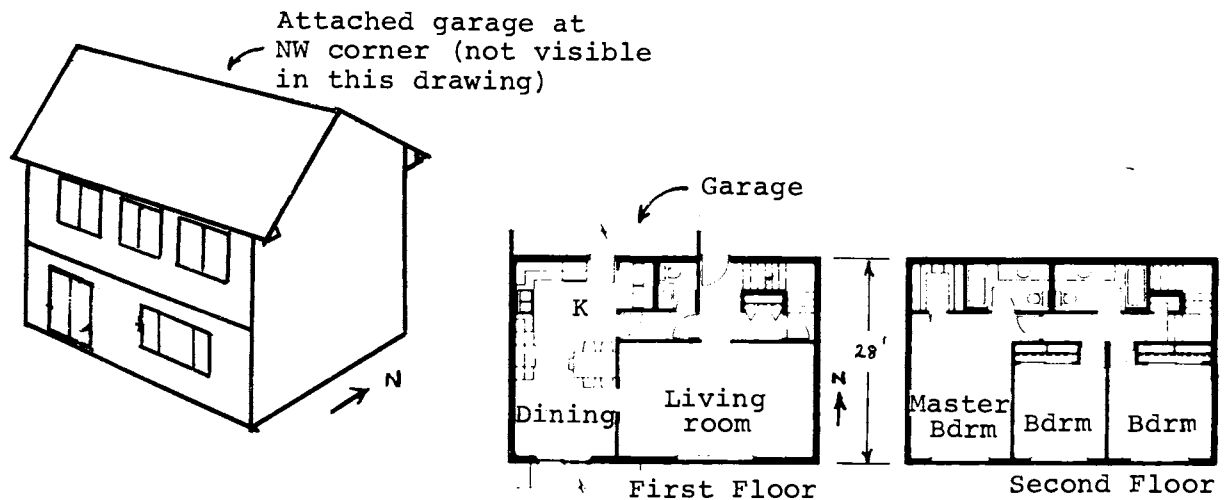 Attached garage at
NW corner (not visible
in this drawing)
N
Garage
K
Dining
Living
room
28'
N
First Floor
Master
Bdrm
Bdrm
Bdrm
Second Floor